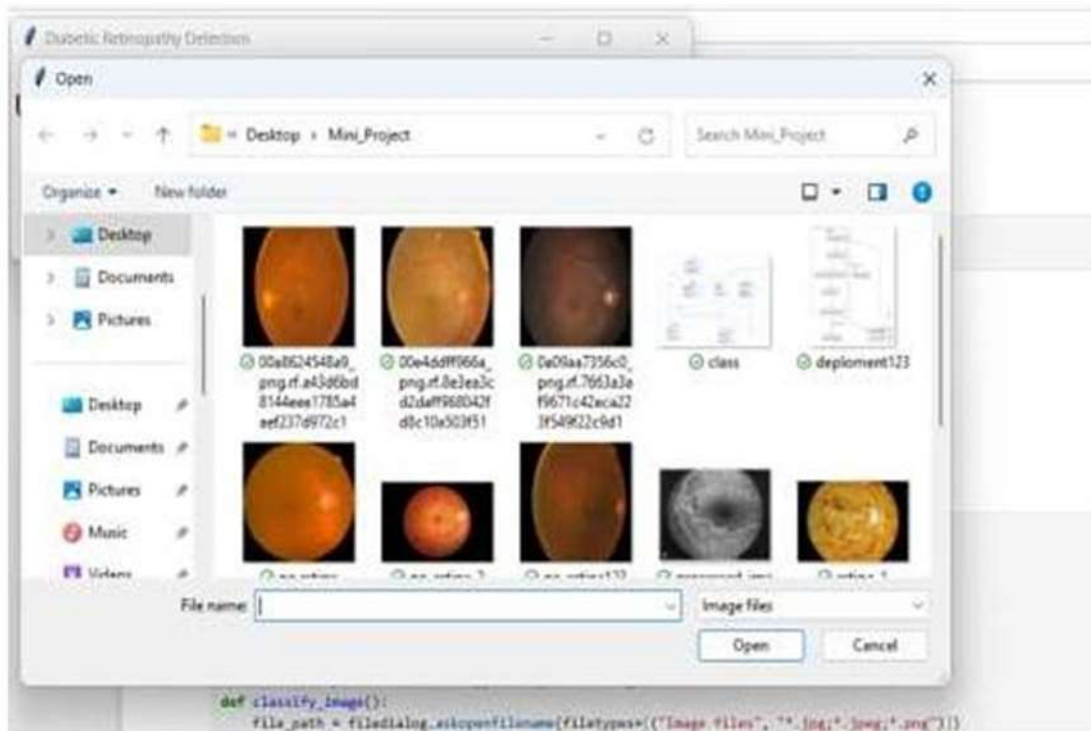 Diabetic Retinopathy Detection
Open
Desktop › Mini_Project
Search Mini_Project
Organize
New folder
Desktop
Documents
Pictures
Desktop
Documents
Pictures
Music
Videos
00a8624548a9_
png.rf.a43d6bd
8144eee1785a4
aef237d972c1
00e4ddff966a_
png.rf.8e3ea3c
d2daff968042f
d8c10a503f51
0a09aa7356c0_
png.rf.7663a3a
f9671c42eca22
3f549f22c9d1
class
deploment123
File name:
Image files
Open
Cancel
def classify_image():
file_path = filedialog.askopenfilename(filetypes=[("Image files", "*.jpg;*.jpeg;*.png")])